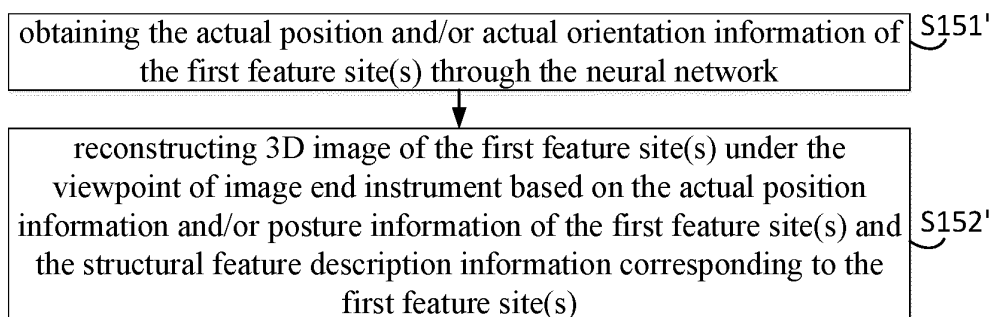 obtaining the actual position and/or actual orientation information of
the first feature site(s) through the neural network
S151'
reconstructing 3D image of the first feature site(s) under the
viewpoint of image end instrument based on the actual position
information and/or posture information of the first feature site(s) and
the structural feature description information corresponding to the
first feature site(s)
S152'